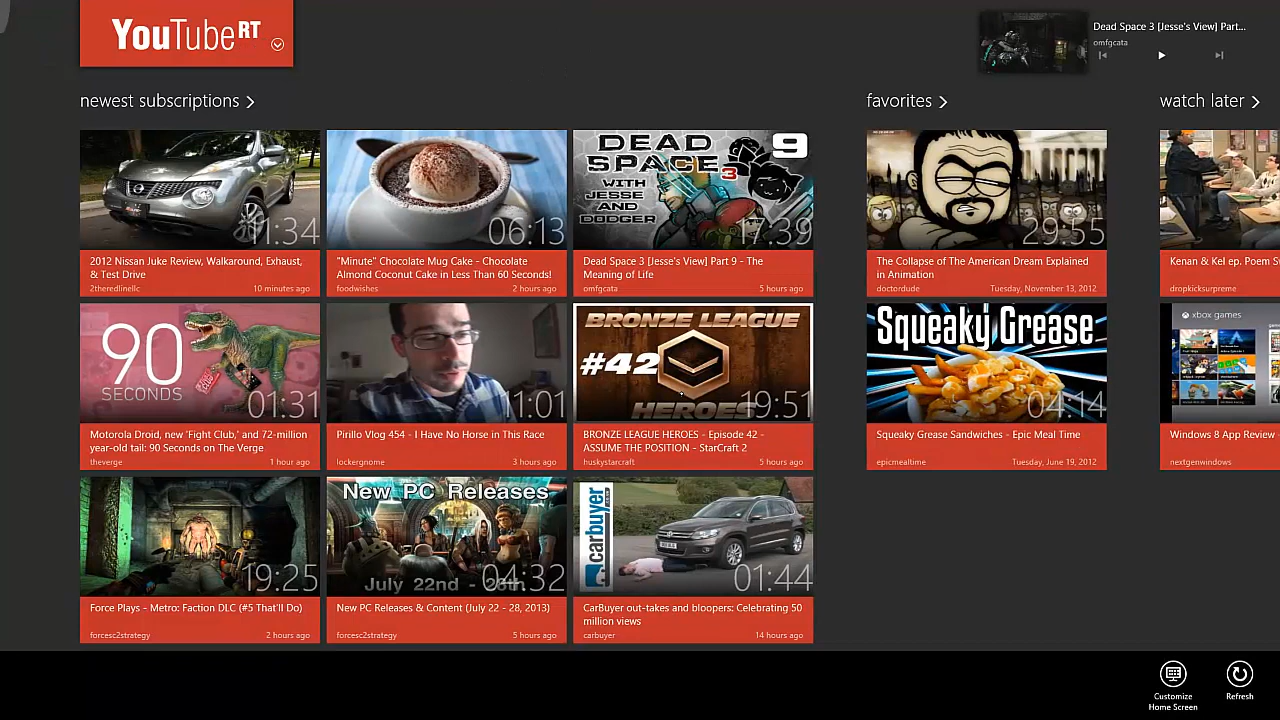 YouTube RT
Dead Space 3 [Jesse's View] Part...
omfgcata
newest subscriptions
favorites
watch later
11:34
2012 Nissan Juke Review, Walkaround, Exhaust,
& Test Drive
2theredlinellc 10 minutes ago
06:13
"Minute" Chocolate Mug Cake - Chocolate
Almond Coconut Cake in Less Than 60 Seconds!
foodwishes 2 hours ago
DEAD
SPACE 3
9
WITH
JESSE
AND
DODGER
17:39
Dead Space 3 [Jesse's View] Part 9 - The
Meaning of Life
omfgcata 5 hours ago
29:55
The Collapse of The American Dream Explained
in Animation
doctordude Tuesday, November 13, 2012
Kenan & Kel ep. Poem S
dropkicksurpreme
90
SECONDS
01:31
Motorola Droid, new 'Fight Club,' and 72-million
year-old tail: 90 Seconds on The Verge
theverge 1 hour ago
11:01
Pirillo Vlog 454 - I Have No Horse in This Race
lockergnome 3 hours ago
BRONZE LEAGUE
#42
HEROES
19:51
BRONZE LEAGUE HEROES - Episode 42 -
ASSUME THE POSITION - StarCraft 2
huskystarcraft 5 hours ago
Squeaky Grease
04:14
Squeaky Grease Sandwiches - Epic Meal Time
epicmealtime Tuesday, June 19, 2012
xbox games
Windows 8 App Review -
nextgenwindows
19:25
Force Plays - Metro: Faction DLC (#5 That'll Do)
forcesc2strategy 2 hours ago
New PC Releases
July 22nd - 28th
04:32
New PC Releases & Content (July 22 - 28, 2013)
forcesc2strategy 5 hours ago
carbuyer
01:44
CarBuyer out-takes and bloopers: Celebrating 50
million views
carbuyer 14 hours ago
Customize
Home Screen
Refresh